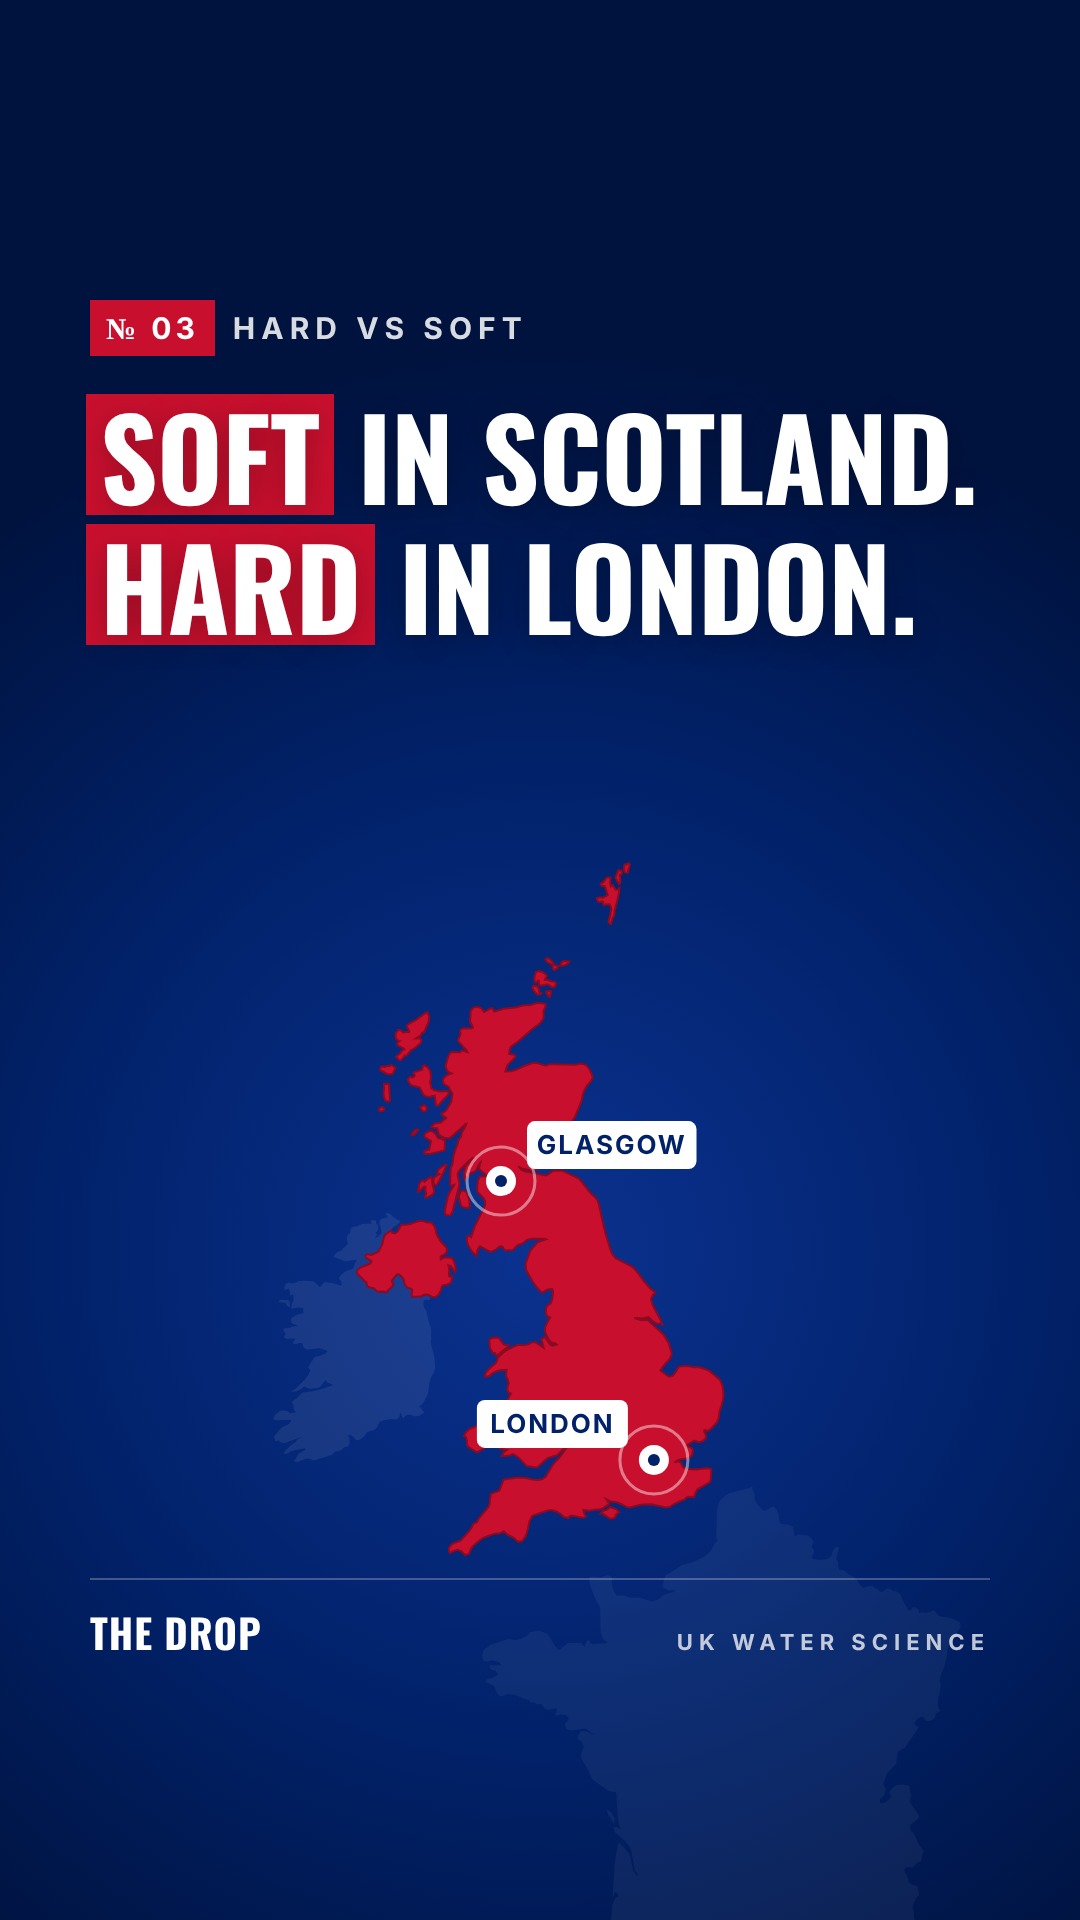 № 03 HARD VS SOFT
SOFT IN SCOTLAND.
HARD IN LONDON.
GLASGOW
LONDON
THE DROP
UK WATER SCIENCE